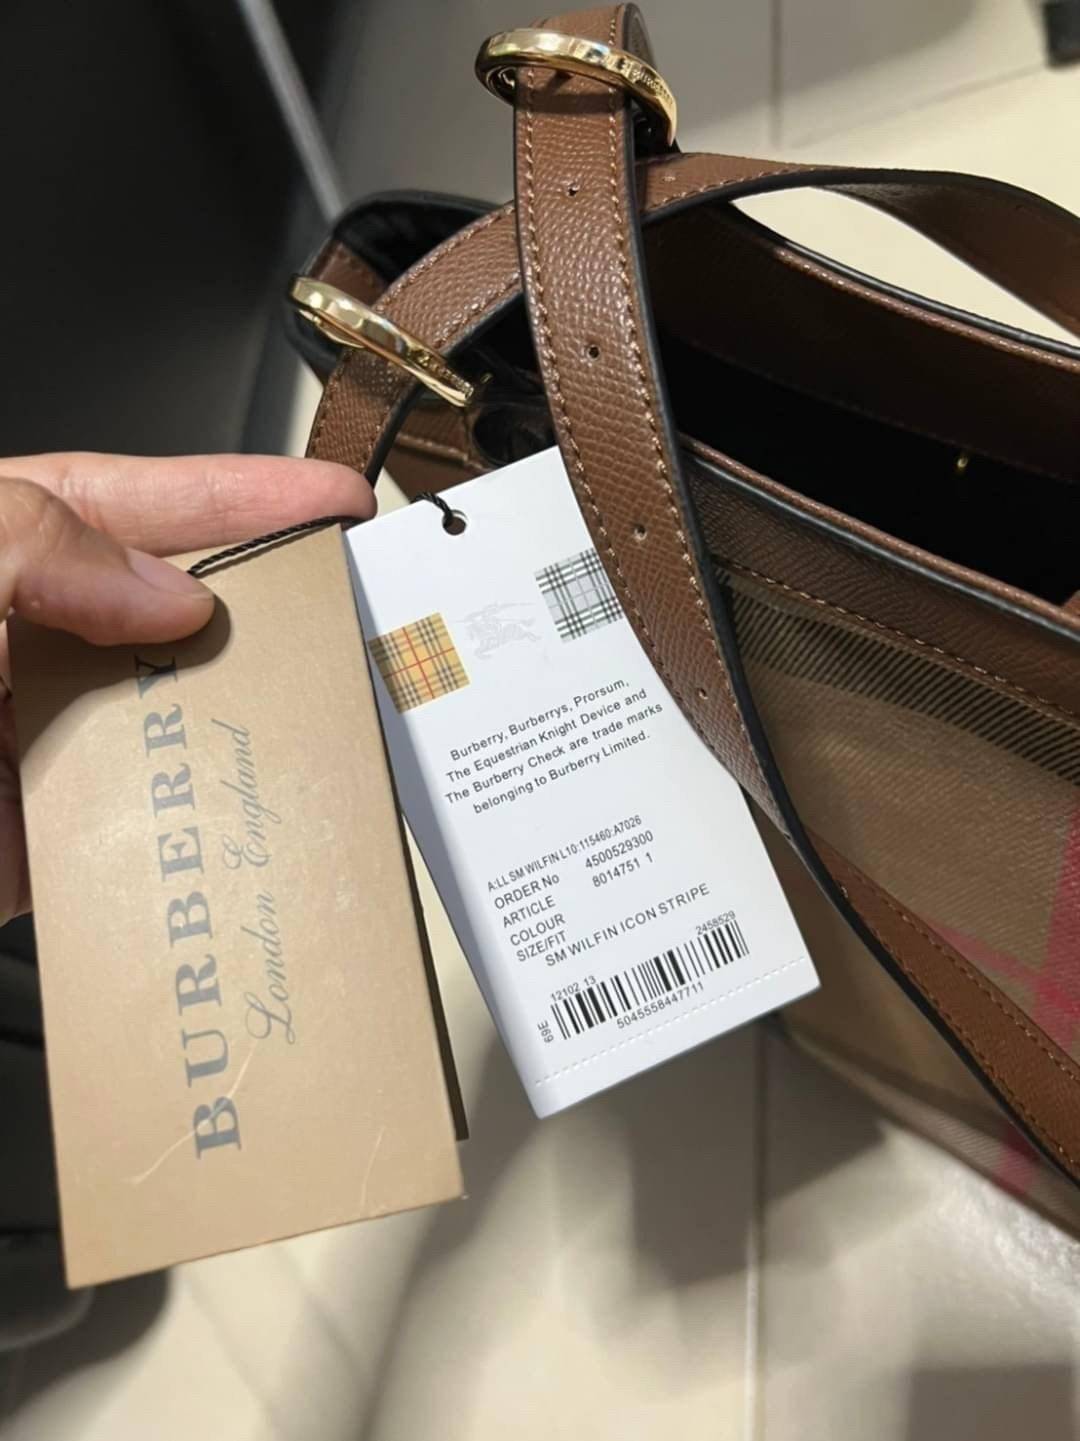 BURBERRY
London England
Burberry, Burberrys, Prorsum,
The Equestrian Knight Device and
The Burberry Check are trade marks
belonging to Burberry Limited.
A:LL SM WILFIN L10:115460:A7026
ORDER No 4500529300
ARTICLE 8014751 1
COLOUR
SIZE/FIT
SM WILFIN ICON STRIPE
12102 13 2458529
69E
5045558447711